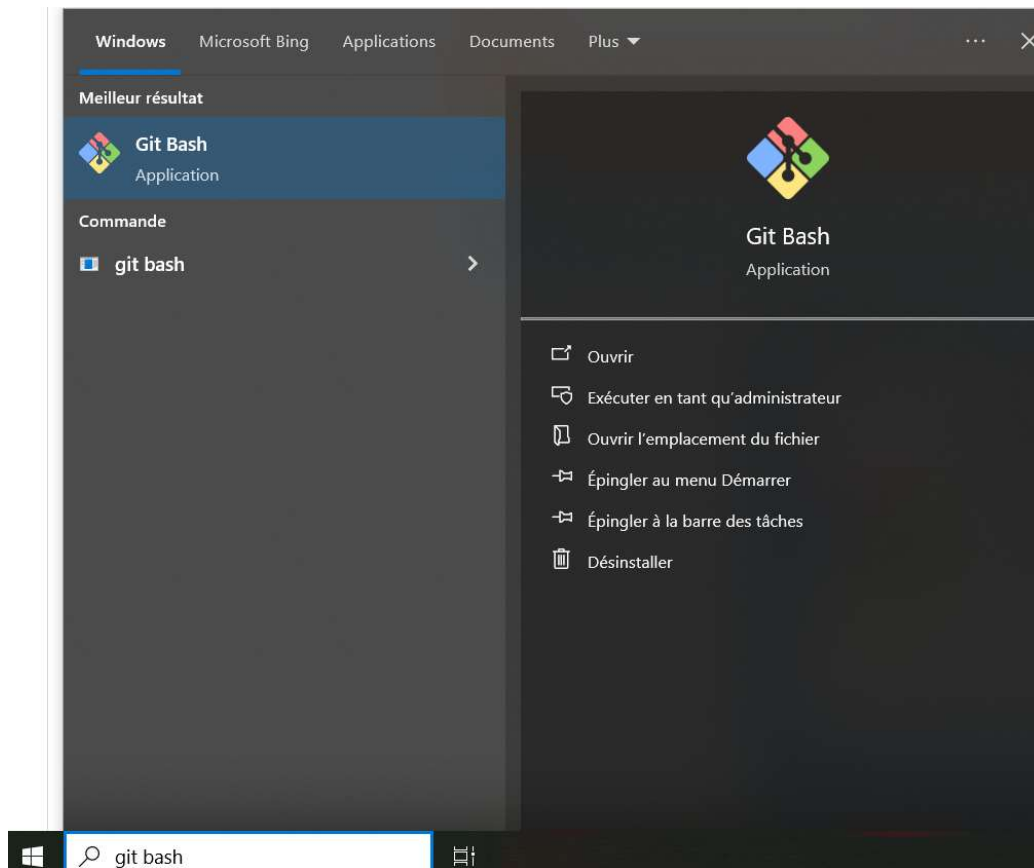 Windows Microsoft Bing Applications Documents Plus
Meilleur résultat
Git Bash
Application
Commande
git bash
Git Bash
Application
Ouvrir
Exécuter en tant qu'administrateur
Ouvrir l'emplacement du fichier
Épingler au menu Démarrer
Épingler à la barre des tâches
Désinstaller
git bash